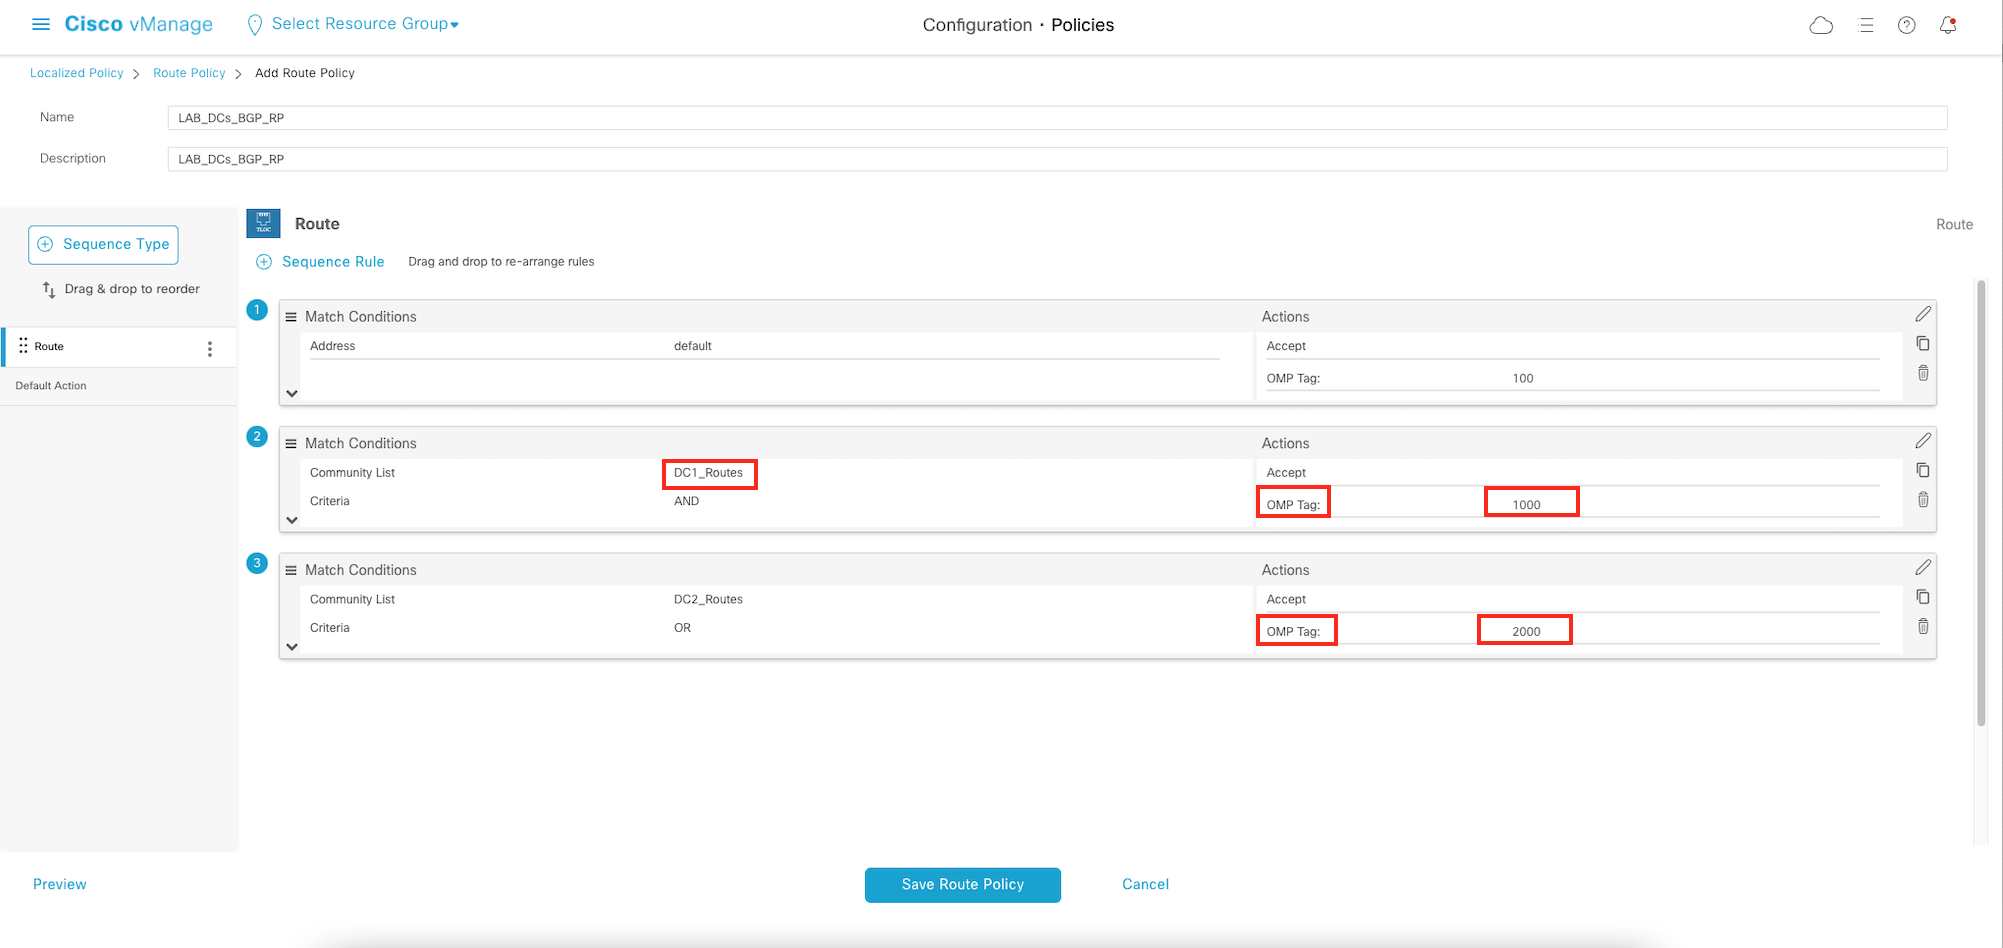 Cisco vManage
Select Resource Group
Configuration · Policies
Localized Policy > Route Policy > Add Route Policy
Name
LAB_DCs_BGP_RP
Description
LAB_DCs_BGP_RP
Sequence Type
Drag & drop to reorder
Route
Default Action
TLOC
Route
Route
Sequence Rule
Drag and drop to re-arrange rules
1
Match Conditions
Actions
Address default
Accept
OMP Tag: 100
2
Match Conditions
Actions
Community List DC1_Routes
Accept
Criteria AND
OMP Tag: 1000
3
Match Conditions
Actions
Community List DC2_Routes
Accept
Criteria OR
OMP Tag: 2000
Preview
Save Route Policy
Cancel